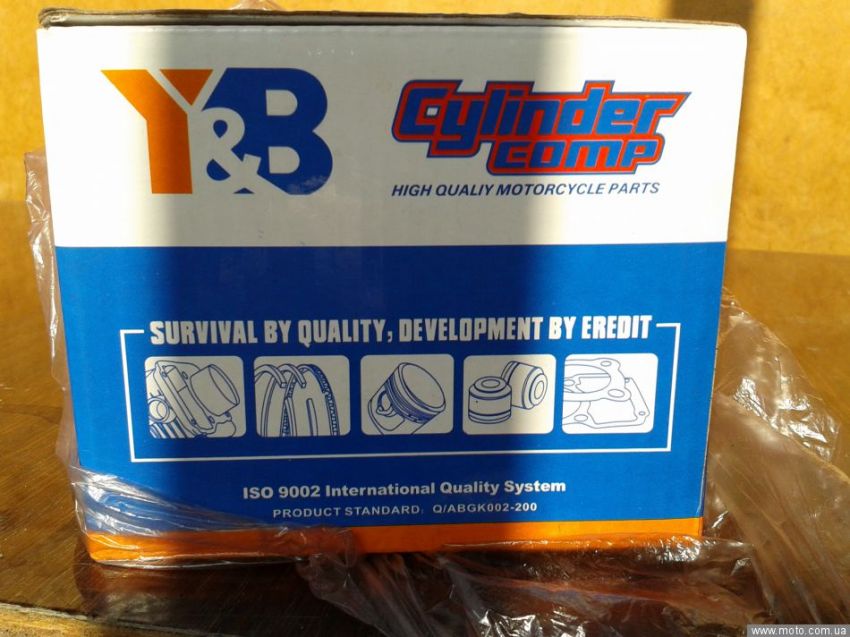 Y&B
Cylinder
comp
HIGH QUALIY MOTORCYCLE PARTS
SURVIVAL BY QUALITY, DEVELOPMENT BY EREDIT
ISO 9002 International Quality System
PRODUCT STANDARD: Q/ABGK002-200
www.moto.com.ua